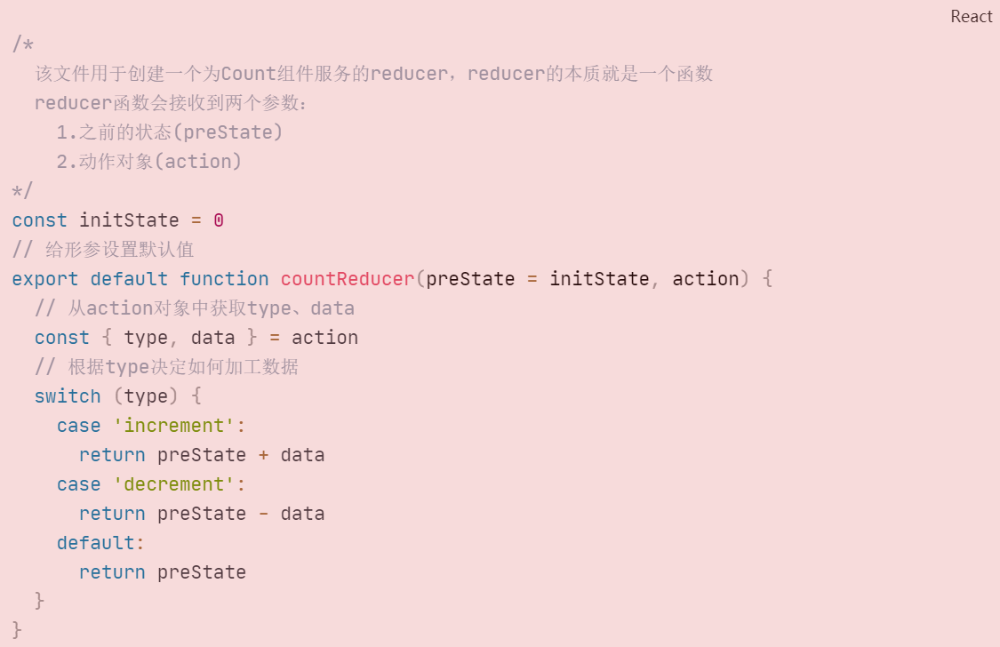 React
/*
  该文件用于创建一个为Count组件服务的reducer，reducer的本质就是一个函数
  reducer函数会接收到两个参数：
    1.之前的状态(preState)
    2.动作对象(action)
*/
const initState = 0
// 给形参设置默认值
export default function countReducer(preState = initState, action) {
  // 从action对象中获取type、data
  const { type, data } = action
  // 根据type决定如何加工数据
  switch (type) {
    case 'increment':
      return preState + data
    case 'decrement':
      return preState - data
    default:
      return preState
  }
}